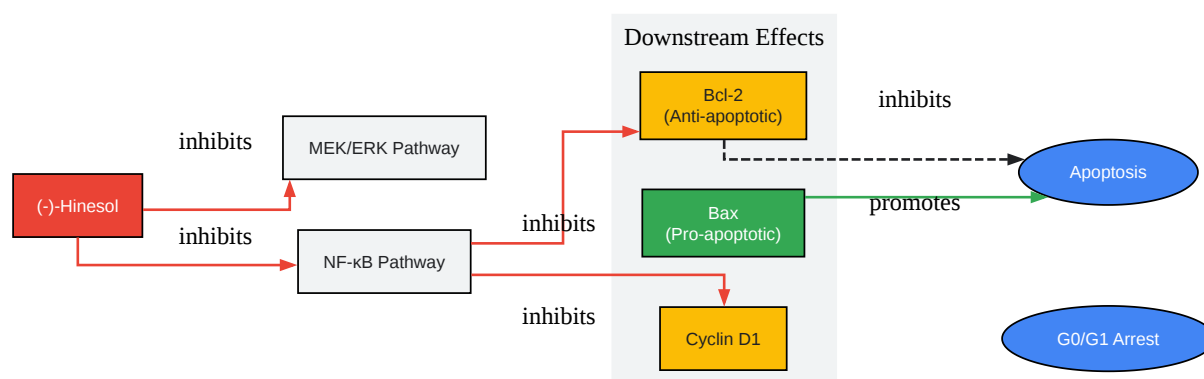 Downstream Effects
Bcl-2
(Anti-apoptotic)
inhibits
inhibits
MEK/ERK Pathway
Apoptosis
(-)-Hinesol
promotes
Bax
(Pro-apoptotic)
inhibits
inhibits
NF-κB Pathway
inhibits
Cyclin D1
G0/G1 Arrest